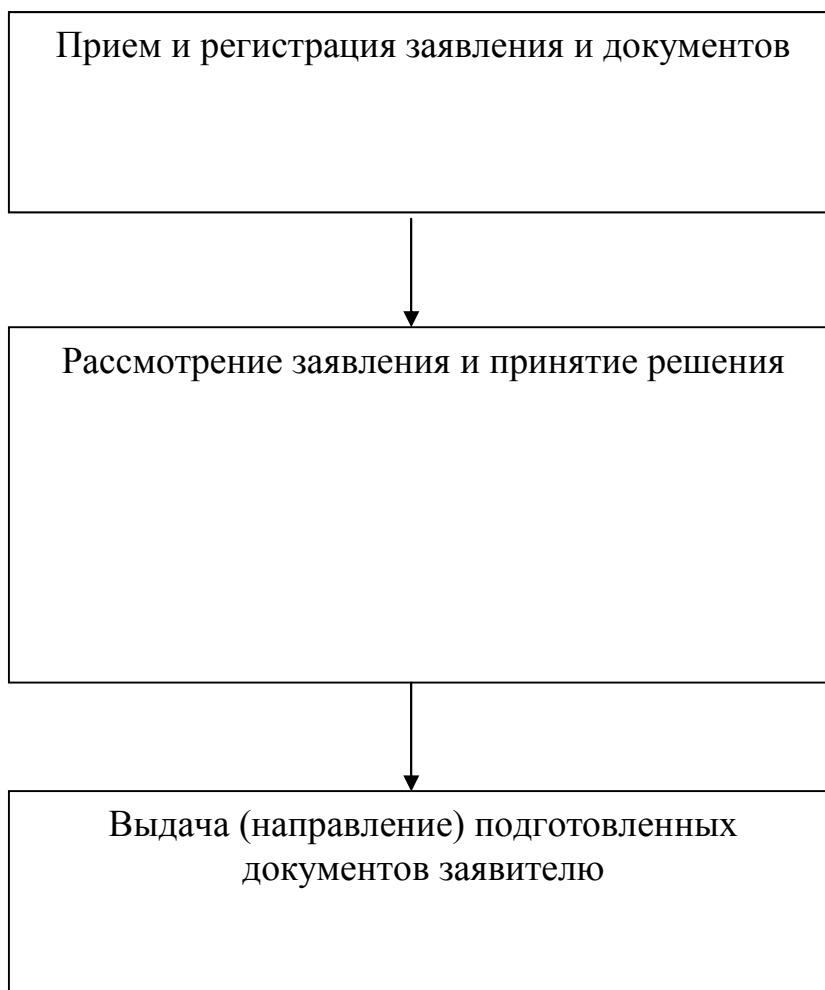 Прием и регистрация заявления и документов
Рассмотрение заявления и принятие решения
Выдача (направление) подготовленных
документов заявителю